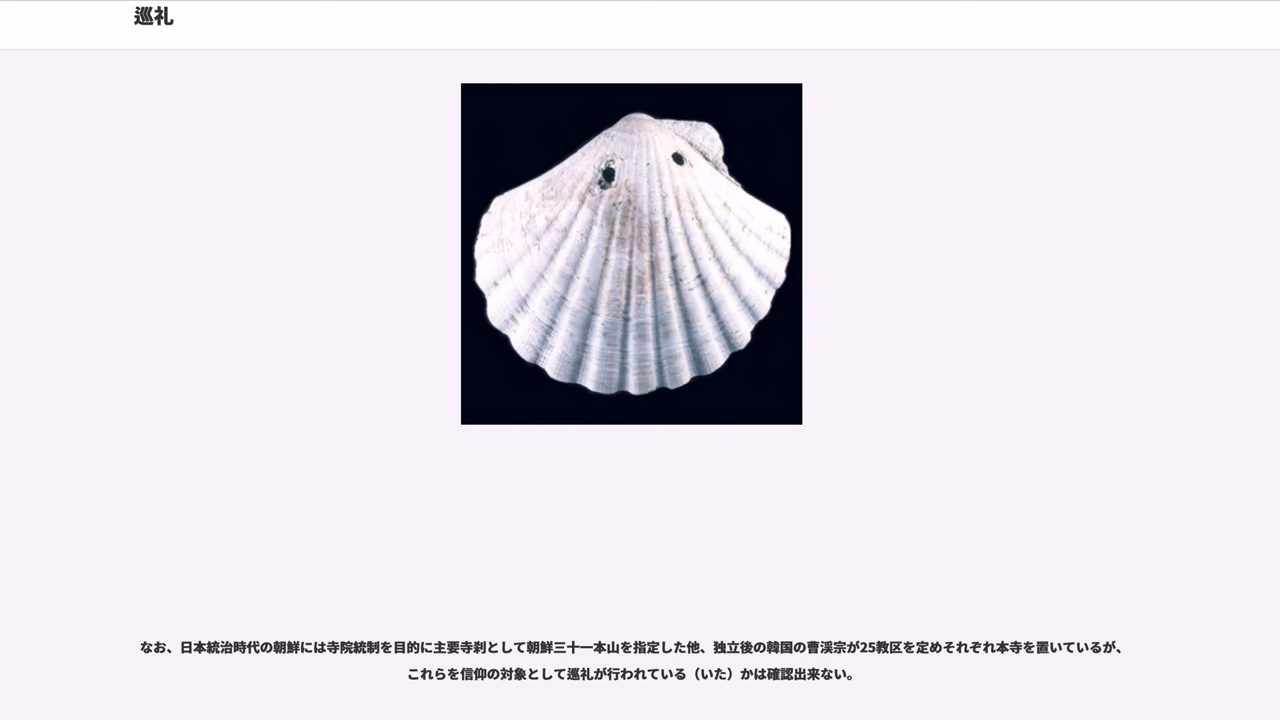 巡礼
なお、日本統治時代の朝鮮には寺院統制を目的に主要寺刹として朝鮮三十一本山を指定した他、独立後の韓国の曹渓宗が25教区を定めそれぞれ本寺を置いているが、
これらを信仰の対象として巡礼が行われている（いた）かは確認出来ない。